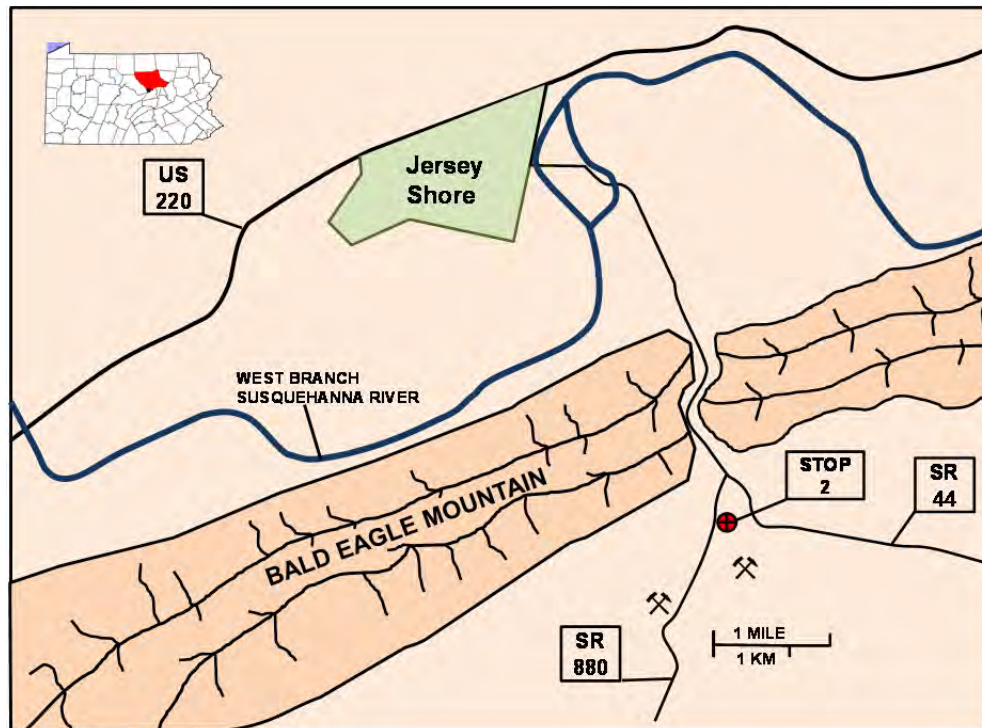 US
220
Jersey
Shore
WEST BRANCH
SUSQUEHANNA RIVER
BALD EAGLE MOUNTAIN
STOP
2
SR
44
SR
880
1 MILE
1 KM